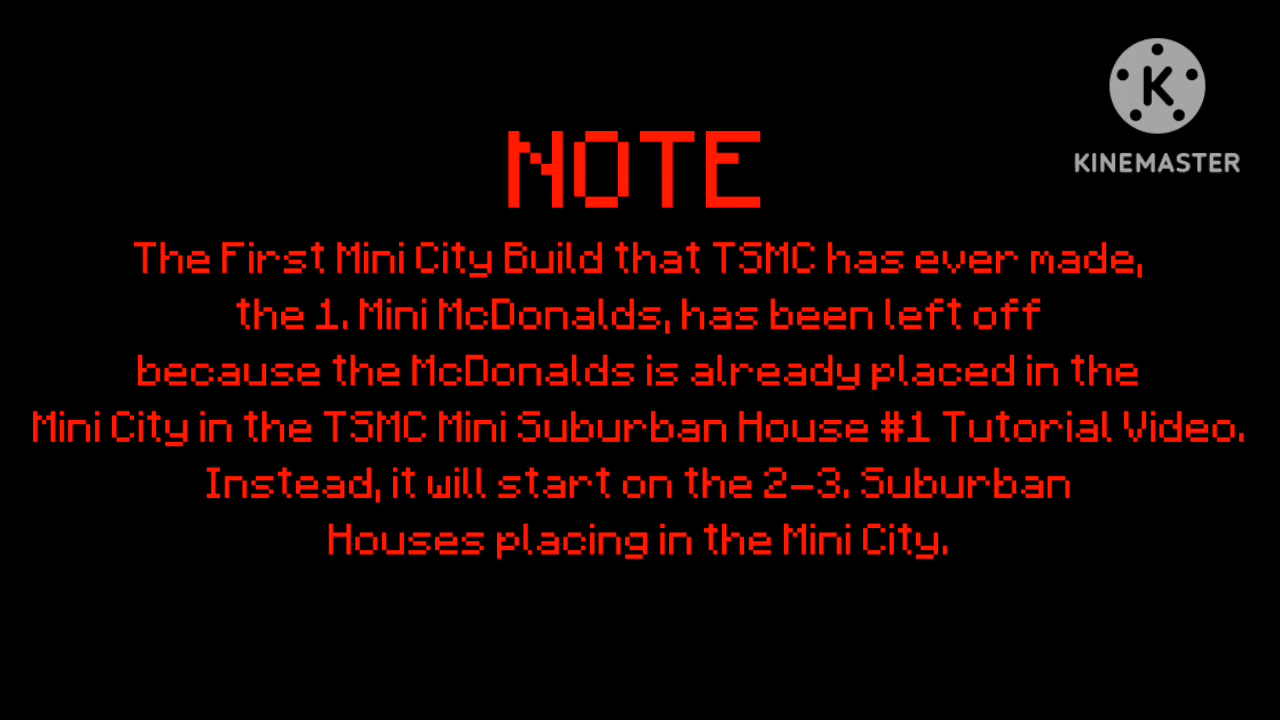 K
KINEMASTER
NOTE
The First Mini City Build that TSMC has ever made,
the 1. Mini McDonalds, has been left off
because the McDonalds is already placed in the
Mini City in the TSMC Mini Suburban House #1 Tutorial Video.
Instead, it will start on the 2-3. Suburban
Houses placing in the Mini City.